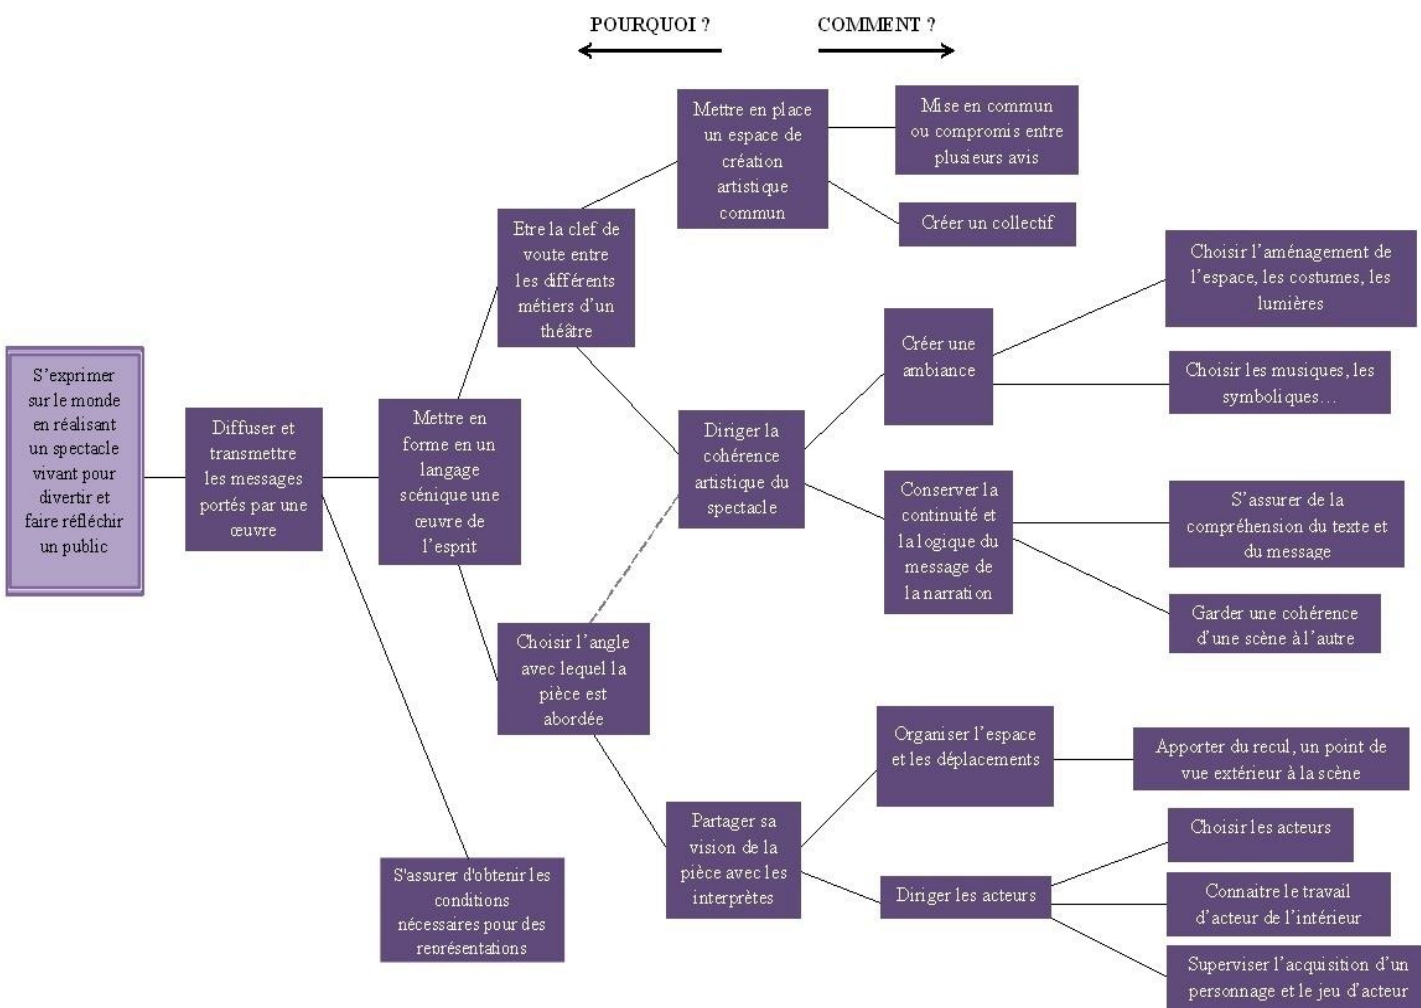 POURQUOI ?
COMMENT ?
Mettre en place
un espace de
création
artistique
commun
Mise en commun
ou compromis entre
plusieurs avis
Créer un collectif
Etre la clef de
voute entre
les différents
métiers d’un
théâtre
Choisir l’aménagement de
l’espace, les costumes, les
lumières
Créer une
ambiance
Choisir les musiques, les
symboliques…
S’exprimer
sur le monde
en réalisant
un spectacle
vivant pour
divertir et
faire réfléchir
un public
Diffuser et
transmettre
les messages
portés par une
œuvre
Mettre en
forme en un
langage
scénique une
œuvre de
l’esprit
Diriger la
cohérence
artistique du
spectacle
Conserver la
continuité et
la logique du
message de
la narration
S’assurer de la
compréhension du texte et
du message
Garder une cohérence
d’une scène à l’autre
Choisir l’angle
avec lequel la
pièce est
abordée
Organiser l’espace
et les déplacements
Apporter du recul, un point de
vue extérieur à la scène
Partager sa
vision de la
pièce avec les
interprètes
Choisir les acteurs
Diriger les acteurs
Connaitre le travail
d’acteur de l’intérieur
Superviser l’acquisition d’un
personnage et le jeu d’acteur
S'assurer d'obtenir les
conditions
nécessaires pour des
représentations